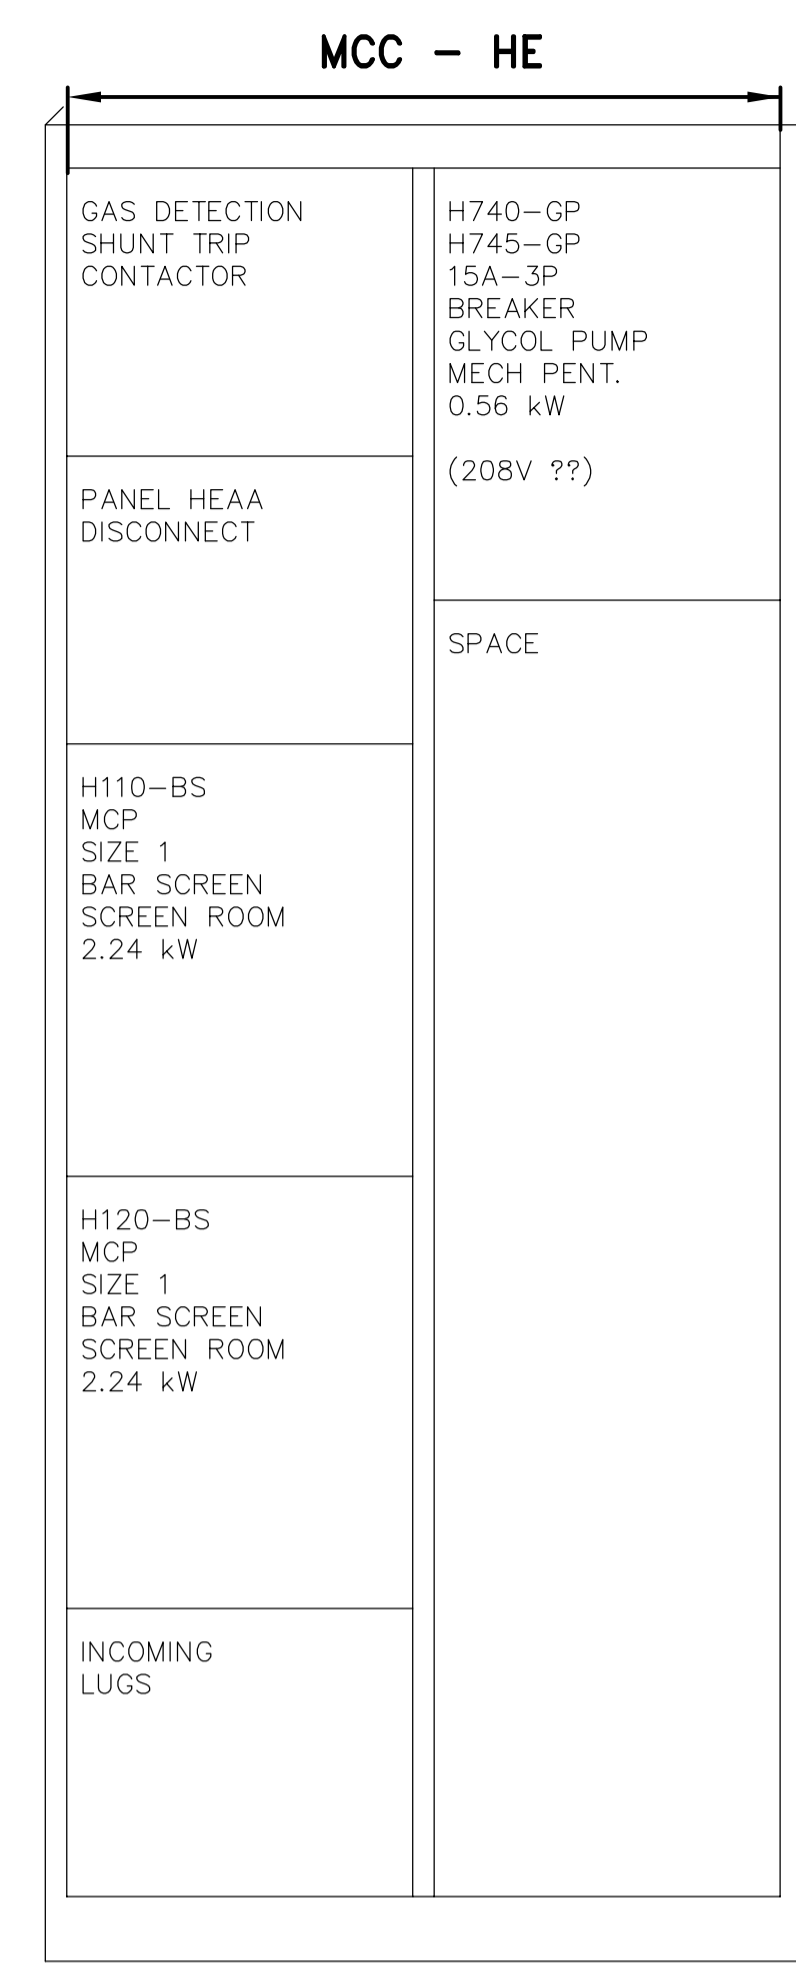 MCC - HE
GAS DETECTION
SHUNT TRIP
CONTACTOR
PANEL HEAA
DISCONNECT
H110-BS
MCP
SIZE 1
BAR SCREEN
SCREEN ROOM
2.24 kW
H120-BS
MCP
SIZE 1
BAR SCREEN
SCREEN ROOM
2.24 kW
INCOMING
LUGS
H740-GP
H745-GP
15A-3P
BREAKER
GLYCOL PUMP
MECH PENT.
0.56 kW
(208V ??)
SPACE